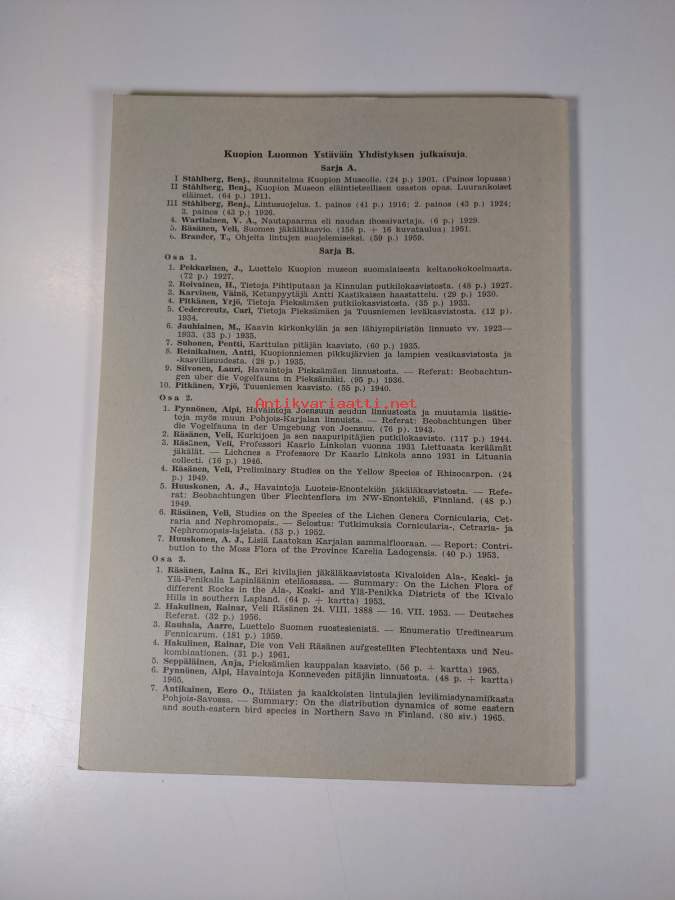 Kuopion Luonnon Ystäväin Yhdistyksen julkaisuja.
Sarja A.
I Ståhlberg, Benj., Suunnitelma Kuopion Museolle. (24 p.) 1901. (Painos lopussa)
II Ståhlberg, Benj., Kuopion Museon eläintieteellisen osaston opas. Luurankoiset
eläimet. (64 p.) 1911.
III Ståhlberg, Benj., Lintusuojelus. 1. painos (41 p.) 1916; 2. painos (43 p.) 1924;
3. painos (43 p.) 1926.
4. Wartiainen, V. A., Nautapaarma eli naudan ihosaivartaja. (6 p.) 1929.
5. Räsänen, Veli, Suomen jäkäläkasvio. (158 p. + 16 kuvataulua) 1951.
6. Brander, T., Ohjeita lintujen suojelemiseksi. (59 p.) 1959.
Sarja B.
Osa 1.
1. Pekkarinen, J., Luettelo Kuopion museon suomalaisesta keltanokokoelmasta.
(72 p.) 1927.
2. Roivainen, H., Tietoja Pihtiputaan ja Kinnulan putkilokasvistosta. (48 p.) 1927.
3. Karvinen, Väinö, Ketunpyytäjä Antti Kastikaisen haastattelu. (29 p.) 1930.
4. Pitkänen, Yrjö, Tietoja Pieksämäen putkilokasvistosta. (35 p.) 1933.
5. Cedercreutz, Carl, Tietoja Pieksämäen ja Tuusniemen leväkasvistosta. (12 p).
1934.
6. Jauhiainen, M., Kaavin kirkonkylän ja sen lähiympäristön linnusto vv. 1923—
1933. (33 p.) 1935.
7. Suhonen, Pentti, Karttulan pitäjän kasvisto. (60 p.) 1935.
8. Reinikainen, Antti, Kuopionniemen pikkujärvien ja lampien vesikasvistosta ja
-kasvillisuudesta. (28 p.) 1935.
9. Siivonen, Lauri, Havaintoja Pieksämäen linnustosta. — Referat: Beobachtun-
gen über die Vogelfauna in Pieksämäki. (95 p.) 1936.
10. Pitkänen, Yrjö, Tuusniemen kasvisto. (55 p.) 1940.
Antikvariaatti.net
Osa 2.
1. Pynnönen, Alpi, Havaintoja Joensuun seudun linnustosta ja muutamia lisätie-
toja myös muun Pohjois-Karjalan linnuista. — Referat: Beobachtungen über
die Vogelfauna in der Umgebung von Joensuu. (76 p). 1943.
2. Räsänen, Veli, Kurkijoen ja sen naapuripitäjien putkilokasvisto. (117 p.) 1944.
3. Räsänen, Veli, Professori Kaarlo Linkolan vuonna 1931 Liettuasta keräämät
jäkälät. — Lichenes a Professore Dr Kaarlo Linkola anno 1931 in Lituania
collecti. (16 p.) 1946.
4. Räsänen, Veli, Preliminary Studies on the Yellow Species of Rhizocarpon. (24
p.) 1949.
5. Huuskonen, A. J., Havaintoja Luoteis-Enontekiön jäkäläkasvistosta. — Refe-
rat: Beobachtungen über Flechtenflora im NW-Enontekiö, Finnland. (48 p.)
1949.
6. Räsänen, Veli, Studies on the Species of the Lichen Genera Cornicularia, Cet-
raria and Nephromopsis.. — Selostus: Tutkimuksia Cornicularia-, Cetraria- ja
Nephromopsis-lajeista. (53 p.) 1952.
7. Huuskonen, A. J., Lisiä Laatokan Karjalan sammalflooraan. — Report: Contri-
bution to the Moss Flora of the Province Karelia Ladogensis. (40 p.) 1953.
Osa 3.
1. Räsänen, Laina K., Eri kivilajien jäkäläkasvistosta Kivaloiden Ala-, Keski- ja
Ylä-Penikalla Lapinläänin eteläosassa. — Summary: On the Lichen Flora of
different Rocks in the Ala-, Keski- and Ylä-Penikka Districts of the Kivalo
Hills in southern Lapland. (64 p. + kartta) 1953.
2. Hakulinen, Rainar, Veli Räsänen 24. VIII. 1888 — 16. VII. 1953. — Deutsches
Referat. (32 p.) 1956.
3. Rauhala, Aarre, Luettelo Suomen ruostesienistä. — Enumeratio Uredinearum
Fennicarum. (181 p.) 1959.
4. Hakulinen, Rainar, Die von Veli Räsänen aufgestellten Flechtentaxa und Neu-
kombinationen. (31 p.) 1961.
5. Seppäläinen, Anja, Pieksämäen kauppalan kasvisto. (56 p. + kartta) 1965.
6. Pynnönen, Alpi, Havaintoja Konneveden pitäjän linnustosta. (48 p. + kartta)
1965.
7. Antikainen, Eero O., Itäisten ja kaakkoisten lintulajien leviämisdynamiikasta
Pohjois-Savossa. — Summary: On the distribution dynamics of some eastern
and south-eastern bird species in Northern Savo in Finland. (80 siv.) 1965.